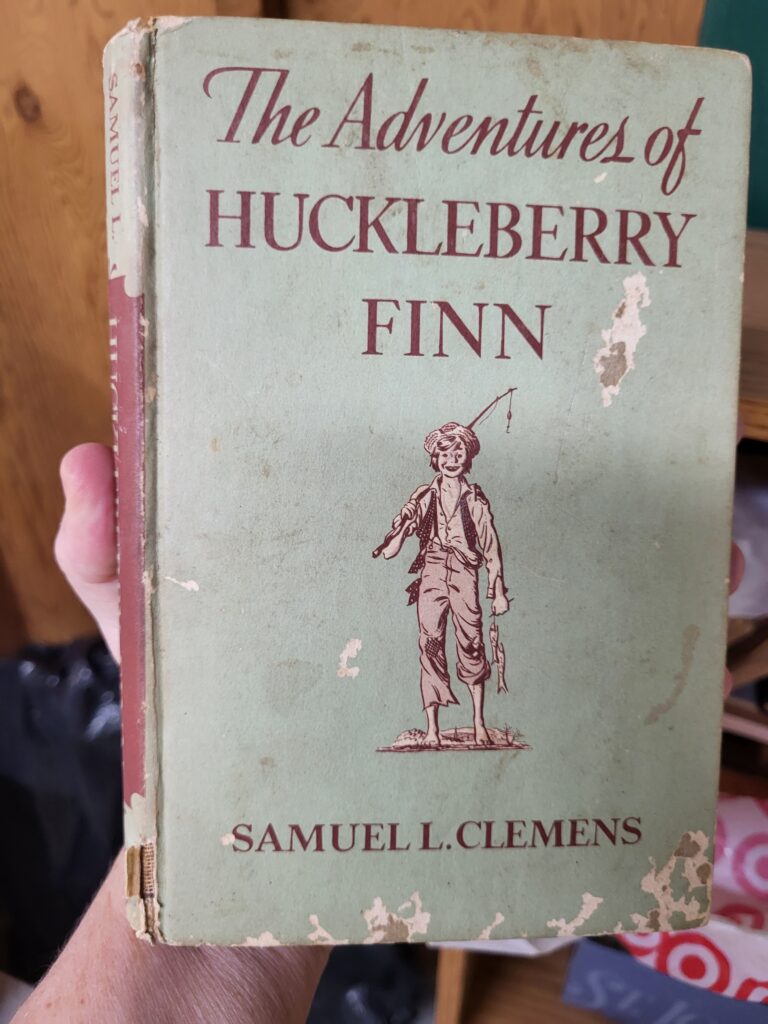 The Adventures of
HUCKLEBERRY
FINN
SAMUEL L. CLEMENS
SAMUEL L.